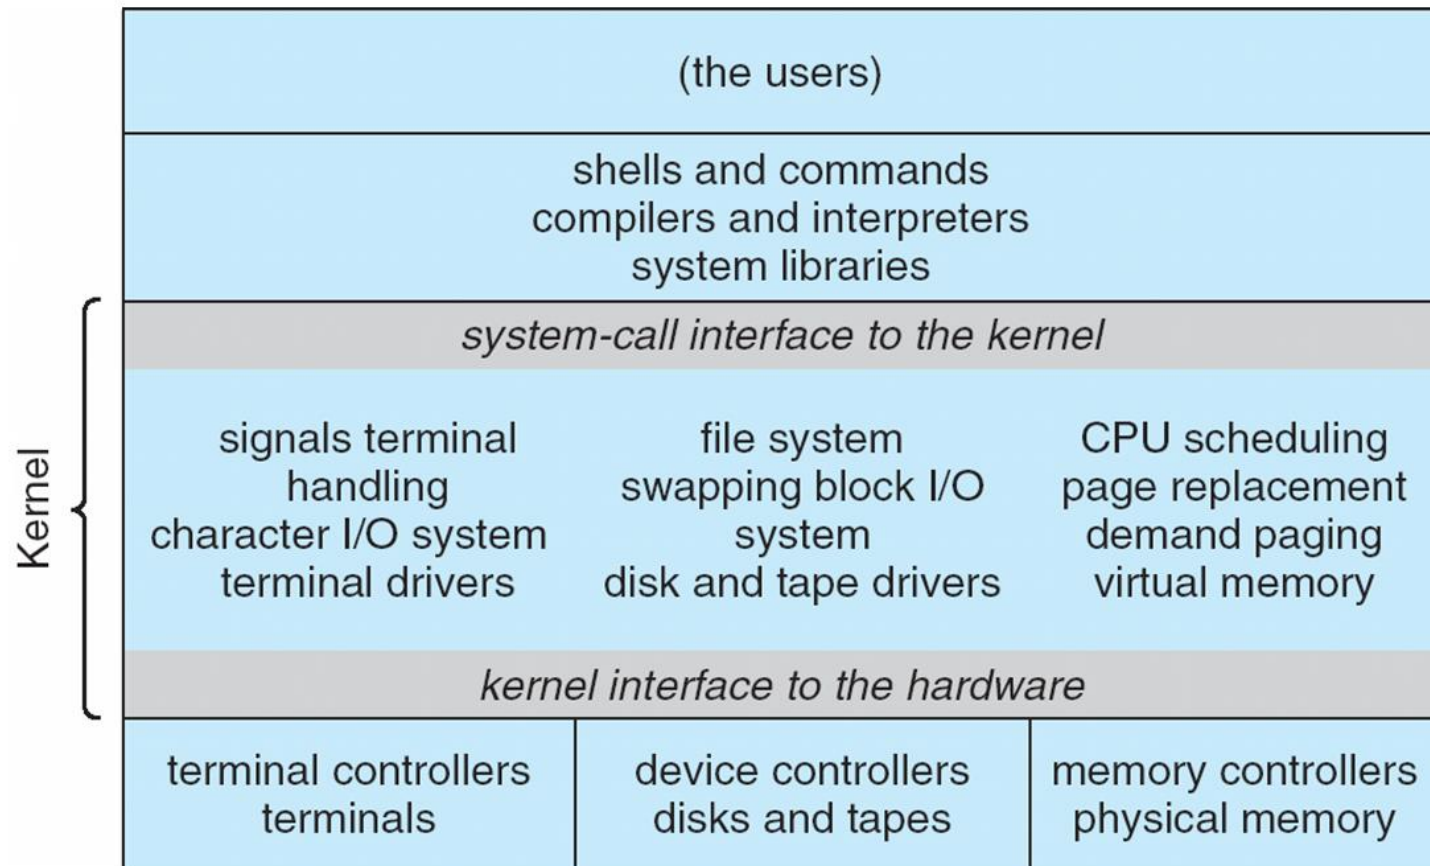 (the users)
shells and commands
compilers and interpreters
system libraries
system-call interface to the kernel
Kernel
signals terminal
handling
character I/O system
terminal drivers
file system
swapping block I/O
system
disk and tape drivers
CPU scheduling
page replacement
demand paging
virtual memory
kernel interface to the hardware
terminal controllers
terminals
device controllers
disks and tapes
memory controllers
physical memory